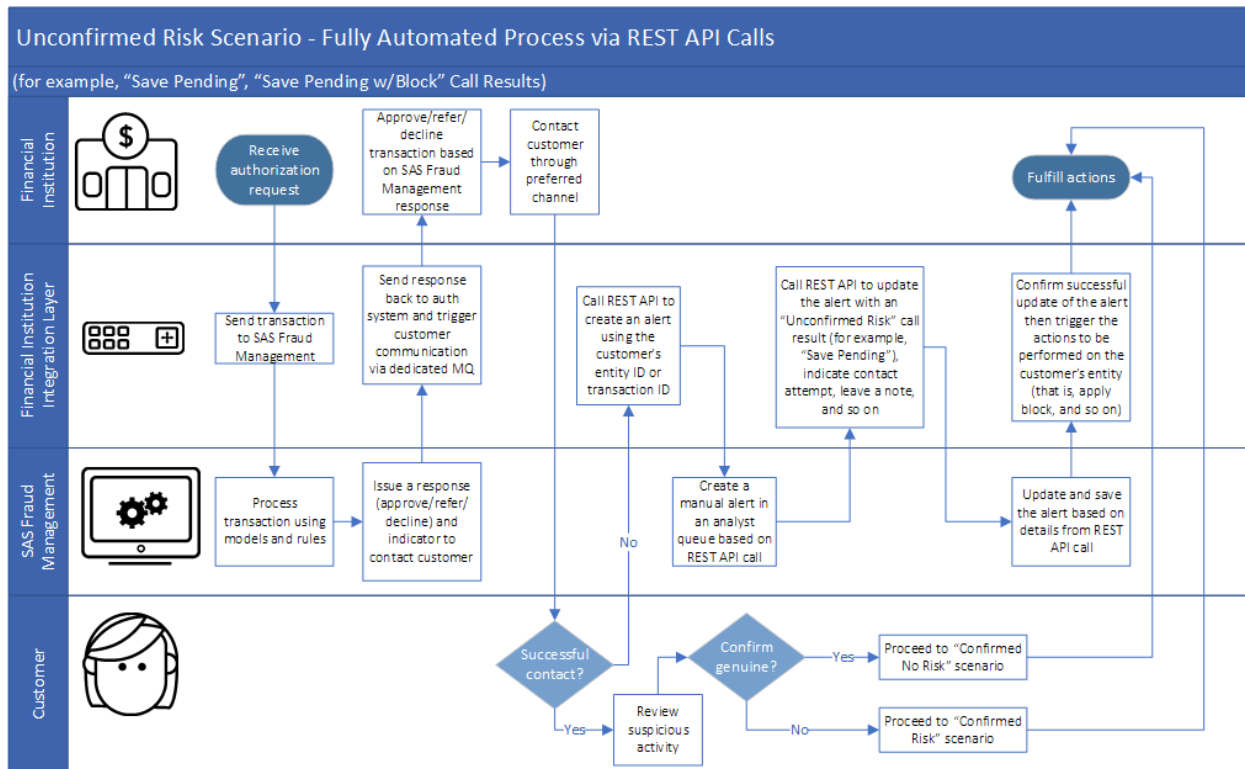 Unconfirmed Risk Scenario - Fully Automated Process via REST API Calls
(for example, “Save Pending”, “Save Pending w/Block” Call Results)
Financial
Institution
$
Receive
authorization
request
Approve/refer/
decline
transaction based
on SAS Fraud
Management
response
Contact
customer
through
preferred
channel
Fulfill actions
Financial Institution
Integration Layer
Send transaction
to SAS Fraud
Management
Send response
back to auth
system and trigger
customer
communication
via dedicated MQ
Call REST API to
create an alert
using the
customer's
entity ID or
transaction ID
Call REST API to update
the alert with an
“Unconfirmed Risk” call
result (for example,
“Save Pending”),
indicate contact
attempt, leave a note,
and so on
Confirm successful
update of the alert
then trigger the
actions to be
performed on the
customer's entity
(that is, apply
block, and so on)
SAS Fraud
Management
Process
transaction using
models and rules
Issue a response
(approve/refer/
decline) and
indicator to
contact customer
No
Create a
manual alert in
an analyst
queue based on
REST API call
Update and save
the alert based on
details from REST
API call
Customer
Successful
contact?
Yes
Review
suspicious
activity
Confirm
genuine?
Yes
Proceed to “Confirmed
No Risk” scenario
No
Proceed to “Confirmed
Risk” scenario